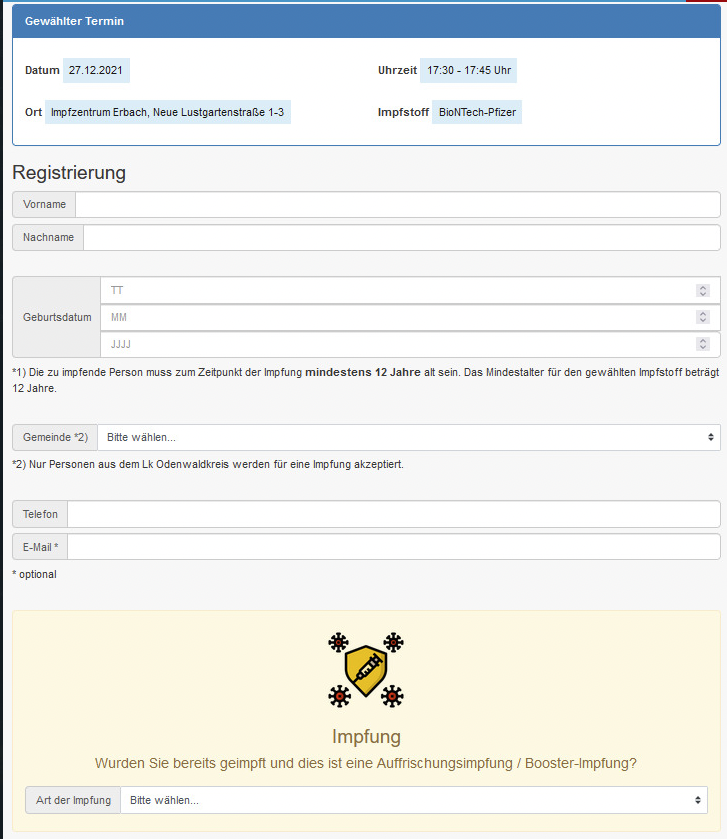 Gewählter Termin
Datum 27.12.2021 Uhrzeit 17:30 - 17:45 Uhr
Ort Impfzentrum Erbach, Neue Lustgartenstraße 1-3 Impfstoff BioNTech-Pfizer
Registrierung
Vorname
Nachname
Geburtsdatum
TT
MM
JJJJ
*1) Die zu impfende Person muss zum Zeitpunkt der Impfung mindestens 12 Jahre alt sein. Das Mindestalter für den gewählten Impfstoff beträgt
12 Jahre.
Gemeinde *2) Bitte wählen...
*2) Nur Personen aus dem Lk Odenwaldkreis werden für eine Impfung akzeptiert.
Telefon
E-Mail *
* optional
Impfung
Wurden Sie bereits geimpft und dies ist eine Auffrischungsimpfung / Booster-Impfung?
Art der Impfung Bitte wählen...